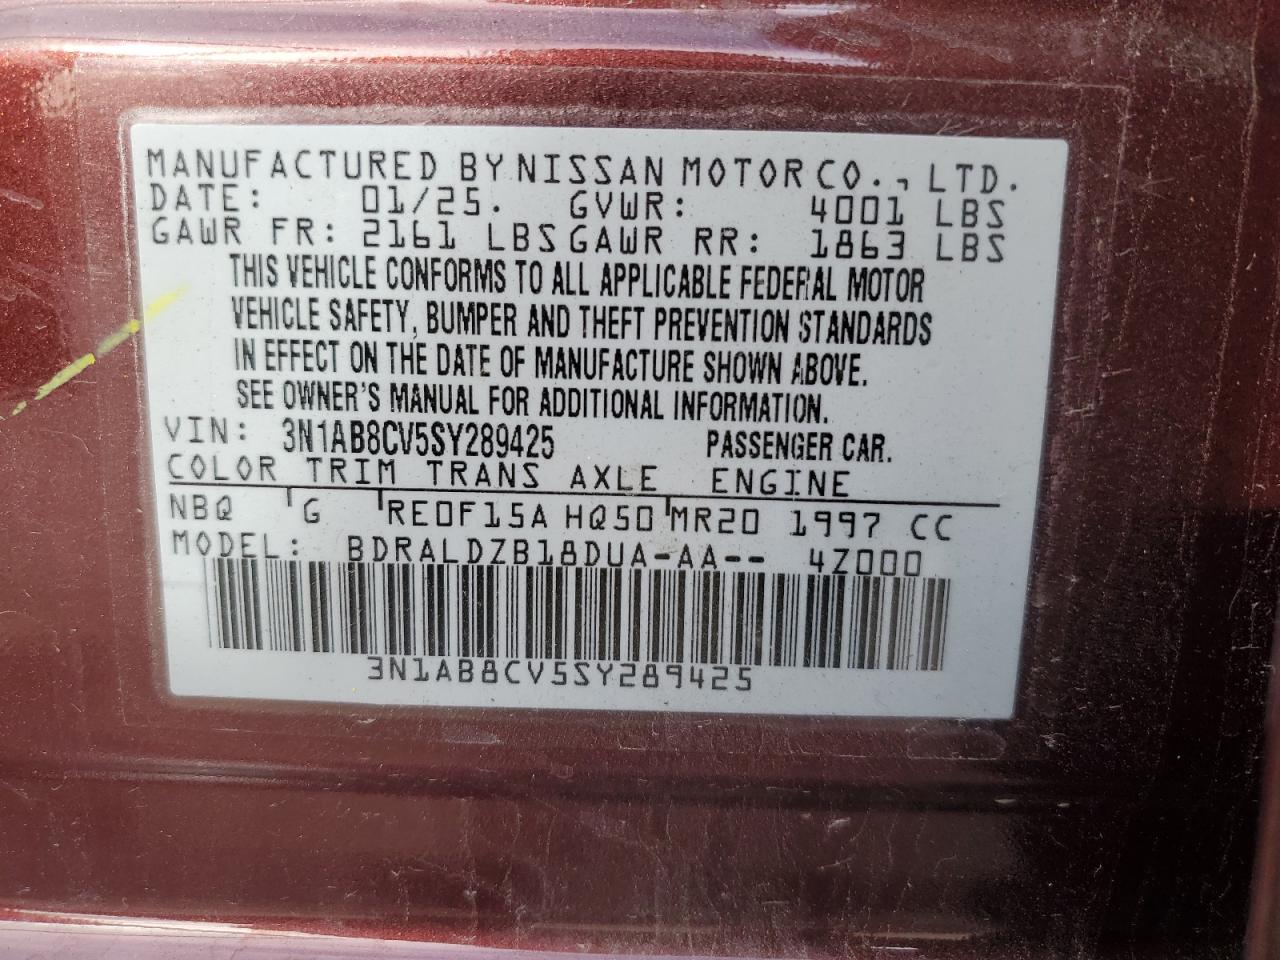 MANUFACTURED BY NISSAN MOTOR CO., LTD.
DATE: 01/25. GVWR: 4001 LBS
GAWR FR: 2161 LBS GAWR RR: 1863 LBS
THIS VEHICLE CONFORMS TO ALL APPLICABLE FEDERAL MOTOR
VEHICLE SAFETY, BUMPER AND THEFT PREVENTION STANDARDS
IN EFFECT ON THE DATE OF MANUFACTURE SHOWN ABOVE.
SEE OWNER'S MANUAL FOR ADDITIONAL INFORMATION.
VIN: 3N1AB8CV5SY289425 PASSENGER CAR.
COLOR TRIM TRANS AXLE ENGINE
NBQ G RE0F15A HQ50 MR20 1997 CC
MODEL: BDRALDZB18DUA-AA-- 4Z000
3N1AB8CV5SY289425